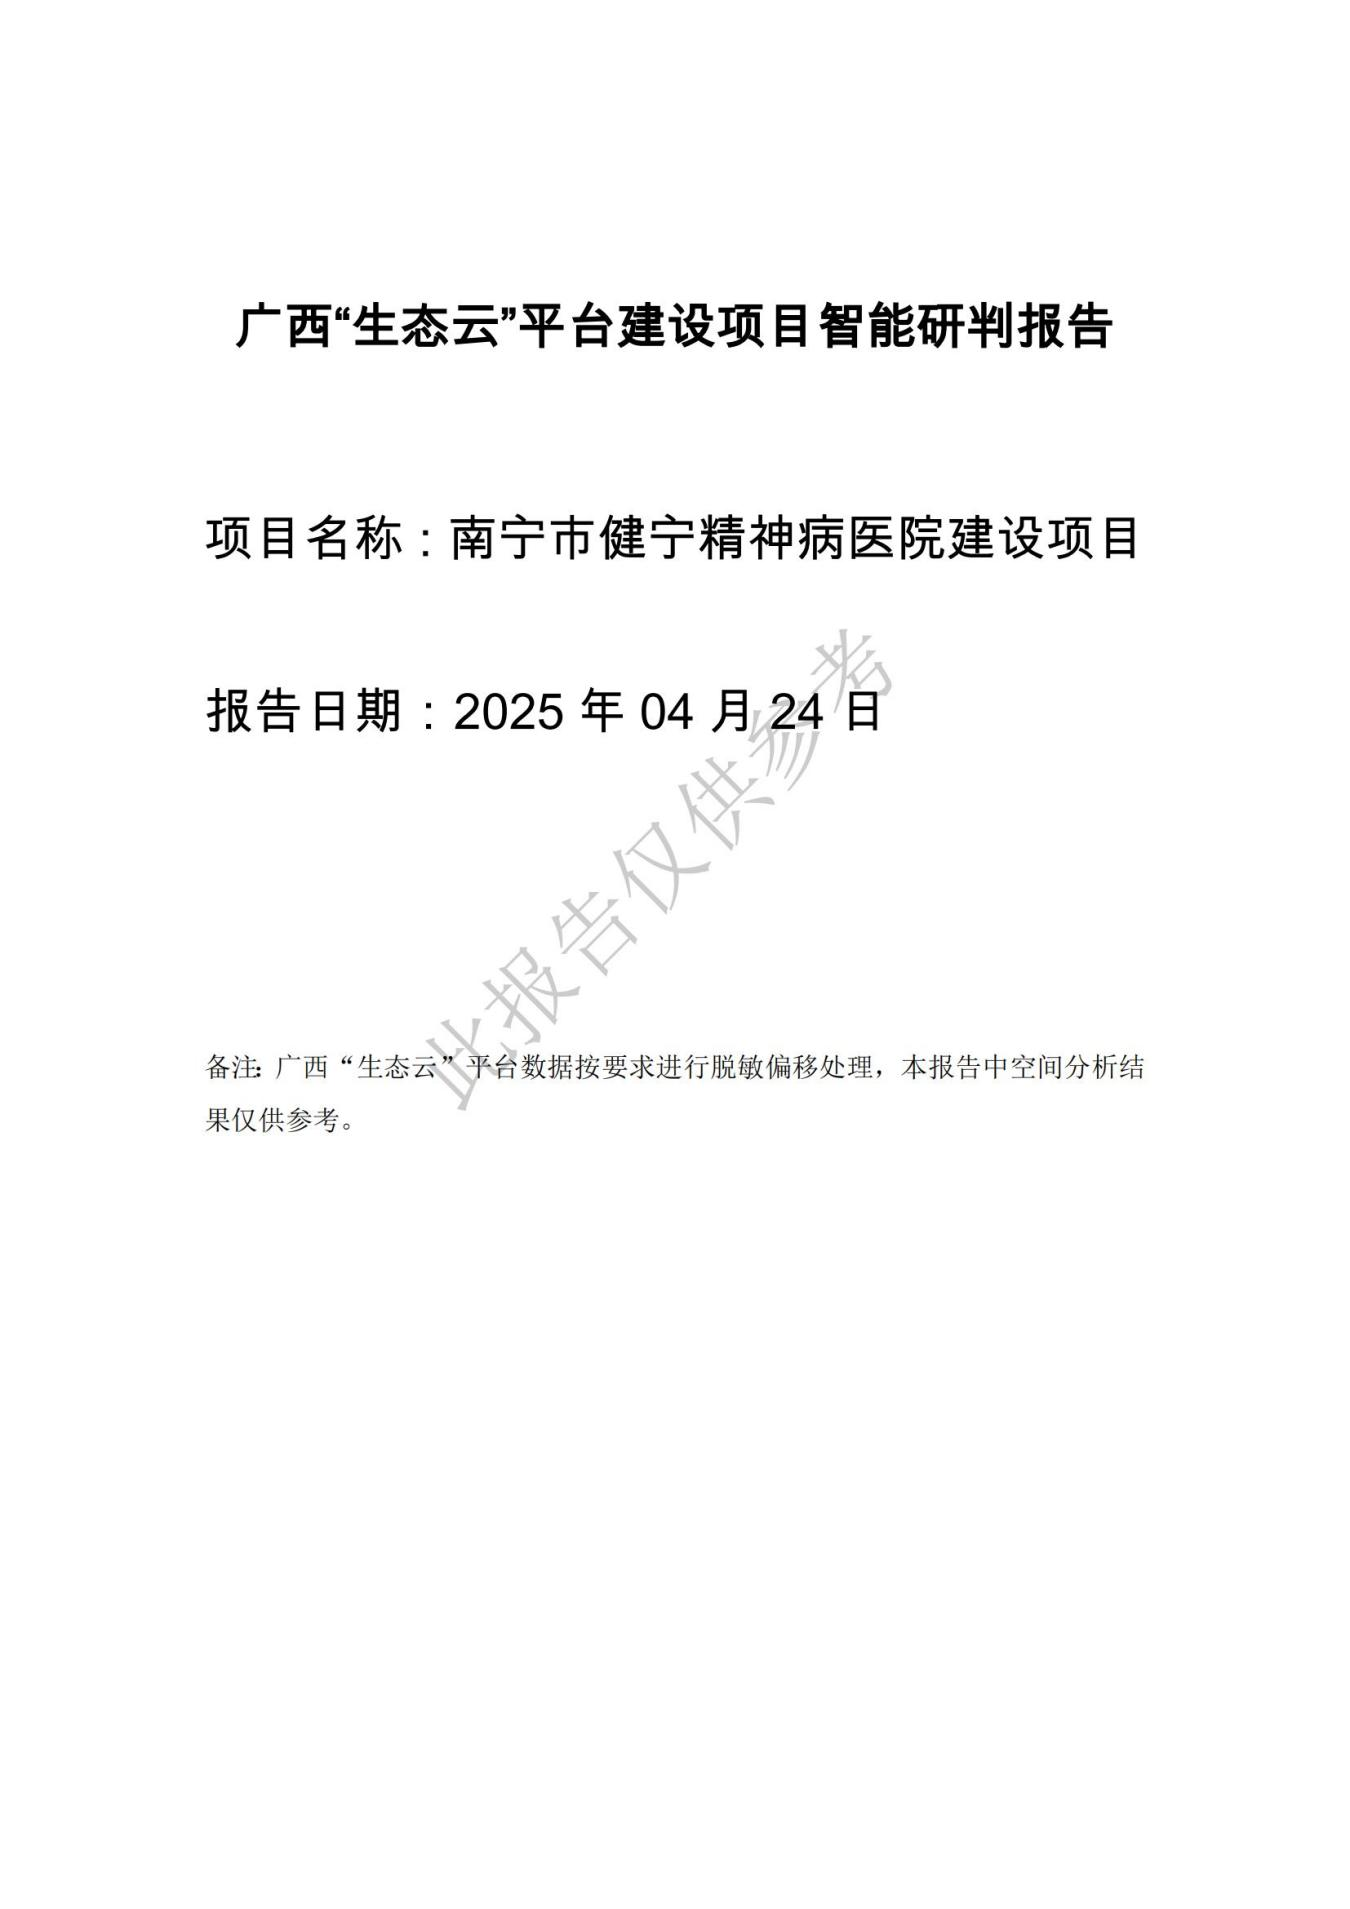 广西“生态云”平台建设项目智能研判报告
项目名称：南宁市健宁精神病医院建设项目
报告日期：2025 年 04 月 24 日
此报告仅供参考
备注：广西“生态云”平台数据按要求进行脱敏偏移处理，本报告中空间分析结
果仅供参考。